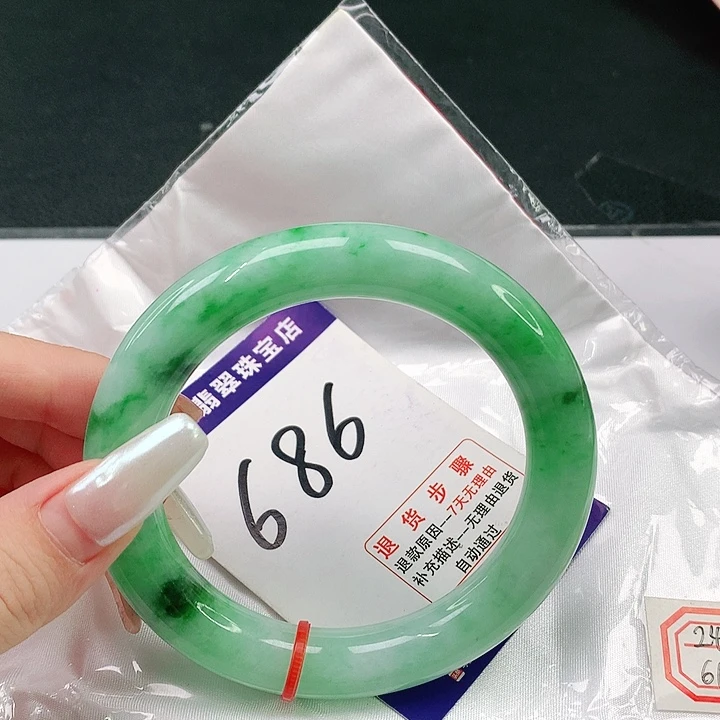 翡翠珠宝店
686
退货步骤
退款原因—7天无理由
补充描述—无理由退货
自动通过